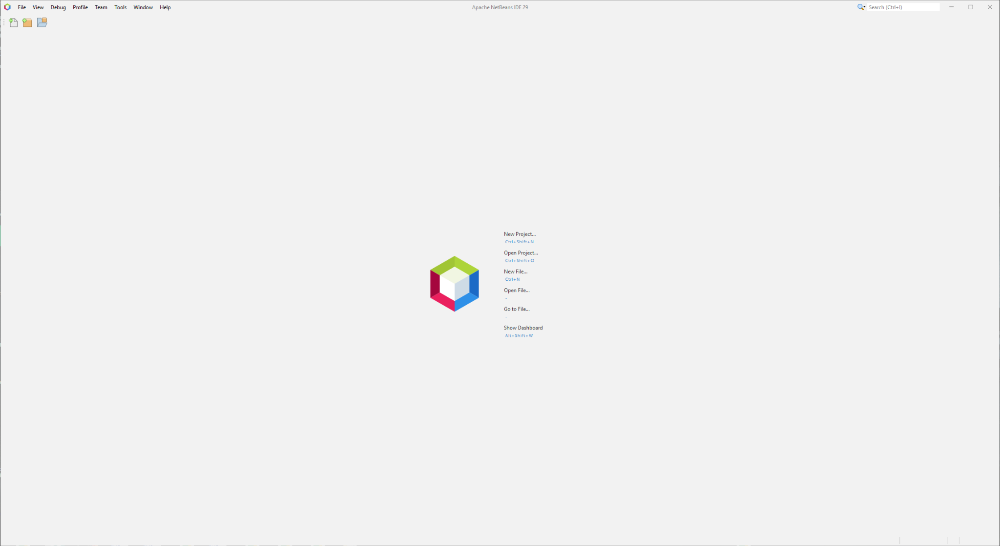 File View Debug Profile Team Tools Window Help
Apache NetBeans IDE 29
Search (Ctrl+I)
New Project...
Ctrl+Shift+N
Open Project...
Ctrl+Shift+O
New File...
Ctrl+N
Open File...
-
Go to File...
-
Show Dashboard
Alt+Shift+W